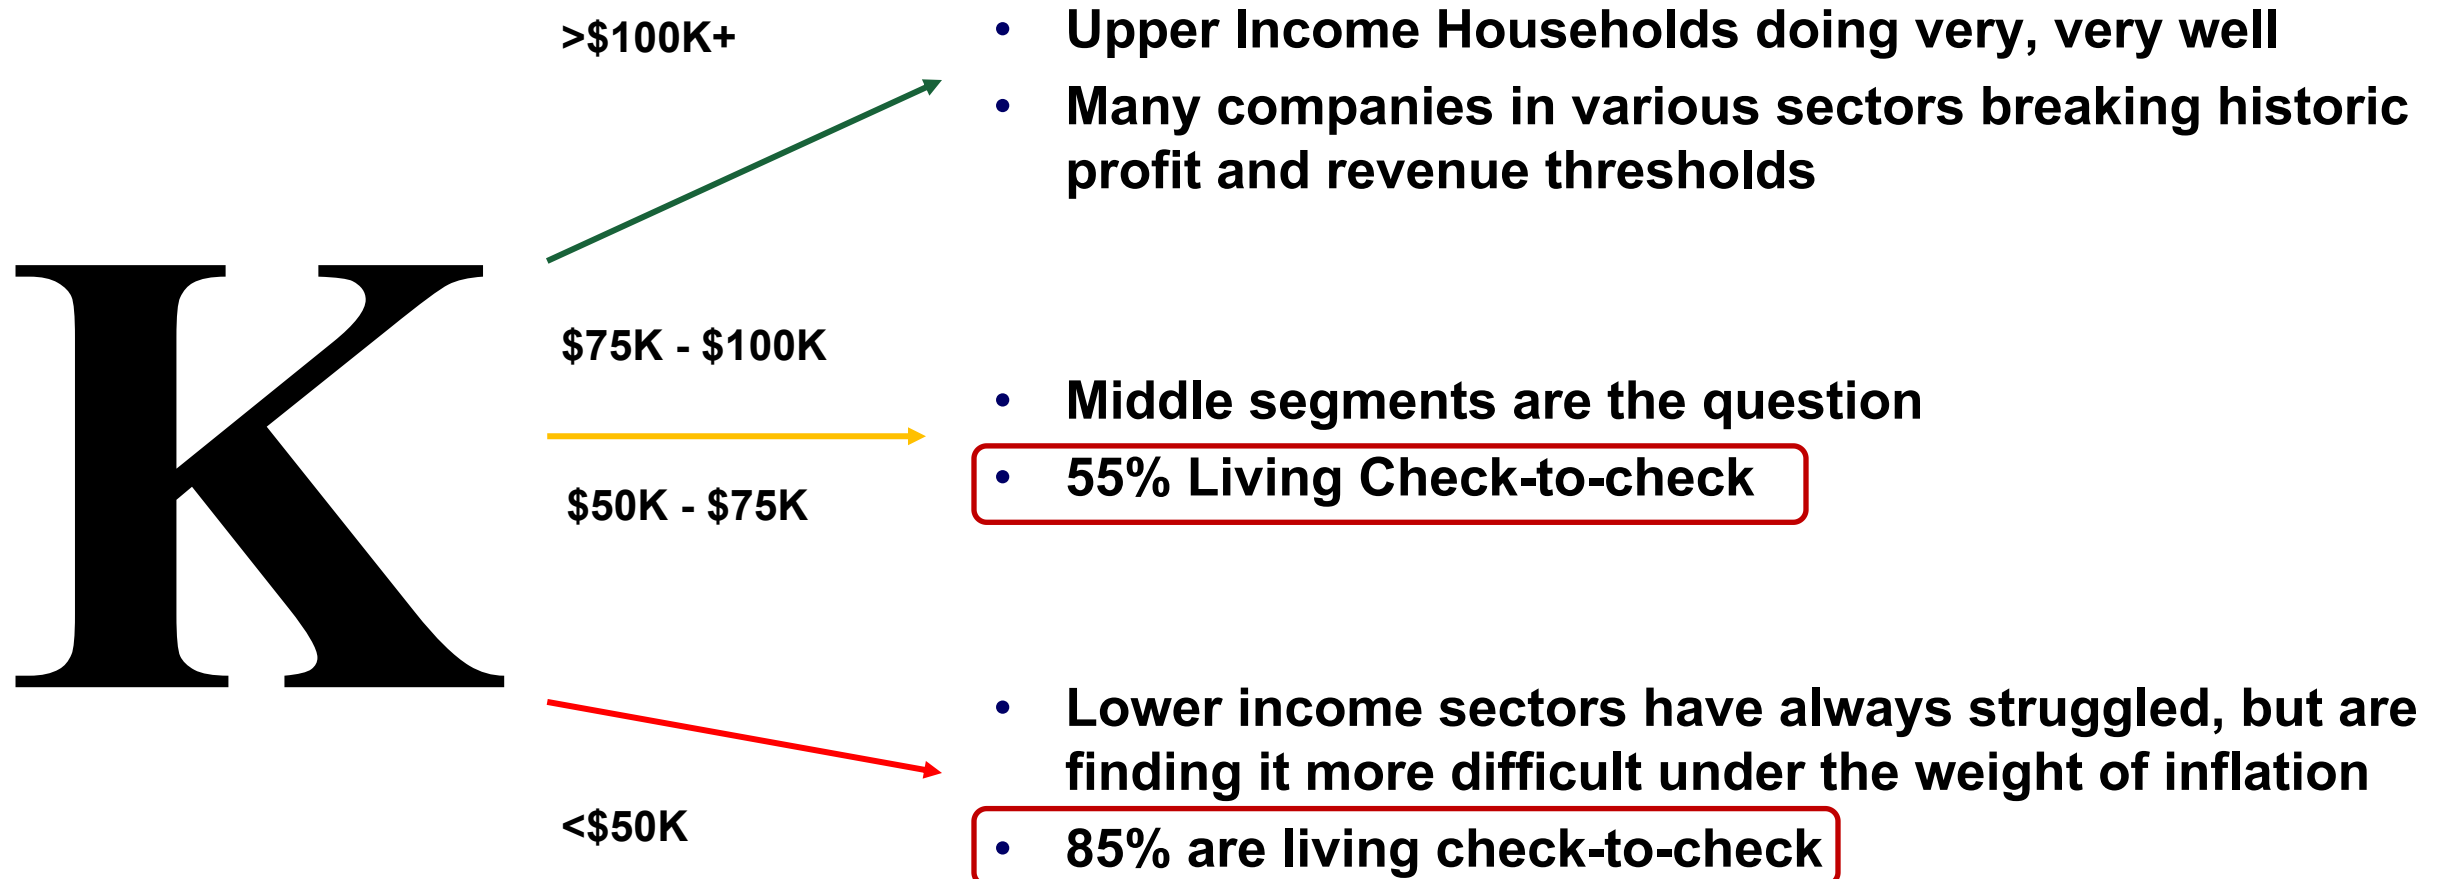 >$100K+
• Upper Income Households doing very, very well
• Many companies in various sectors breaking historic
profit and revenue thresholds
K
$75K - $100K
• Middle segments are the question
• 55% Living Check-to-check
$50K - $75K
• Lower income sectors have always struggled, but are
finding it more difficult under the weight of inflation
<$50K
• 85% are living check-to-check